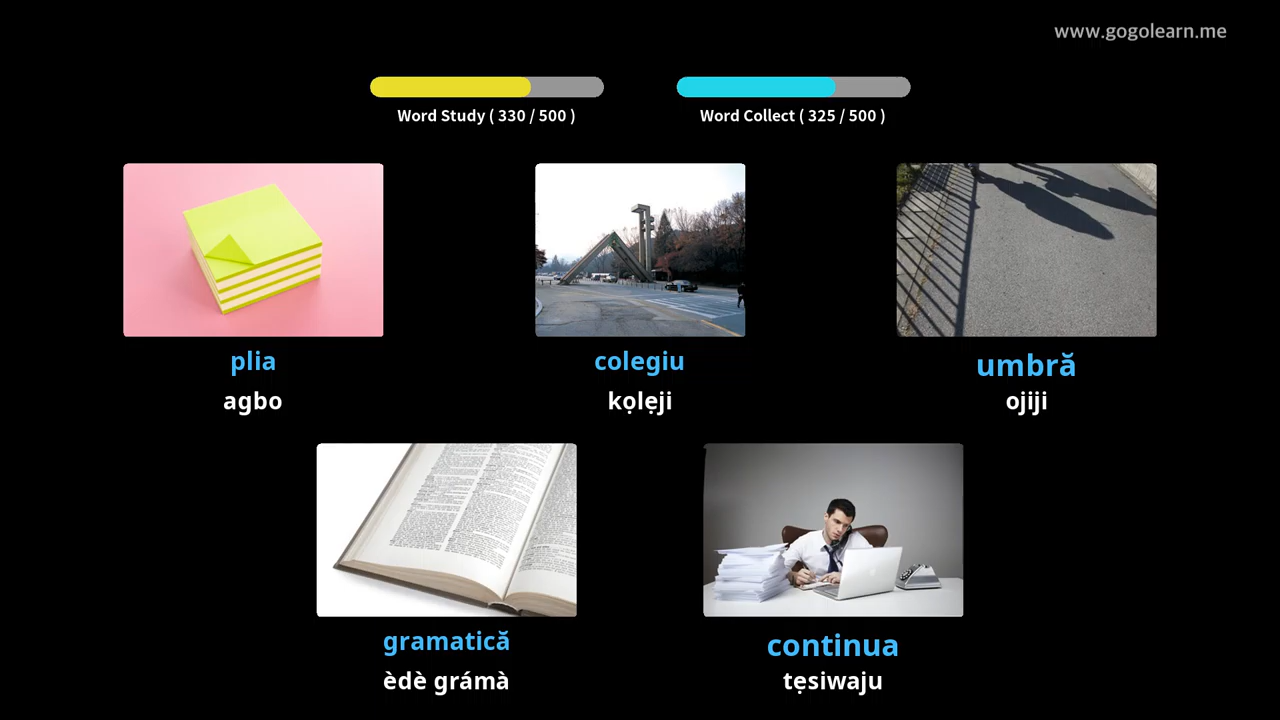 www.gogolearn.me
Word Study ( 330 / 500 )
Word Collect ( 325 / 500 )
plia
agbo
colegiu
kọlẹji
umbră
ojiji
gramatică
èdè grámà
continua
tẹsiwaju